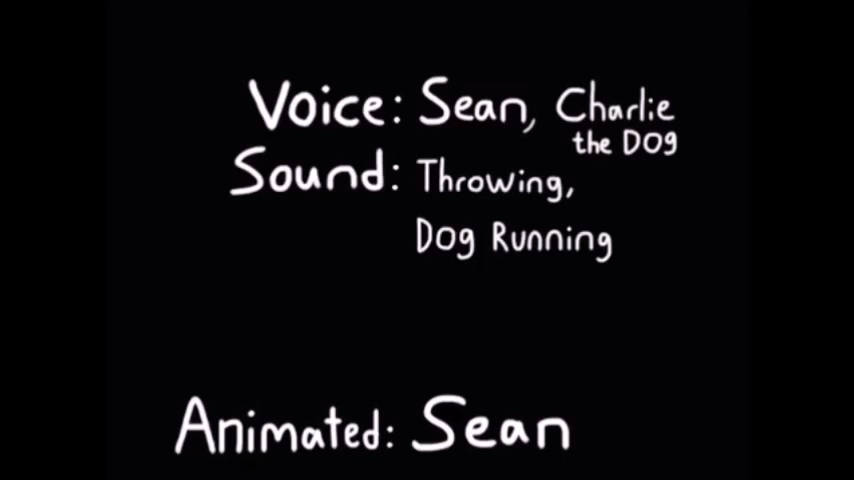 Voice: Sean, Charlie
the DOG
Sound: Throwing,
Dog Running
Animated: Sean